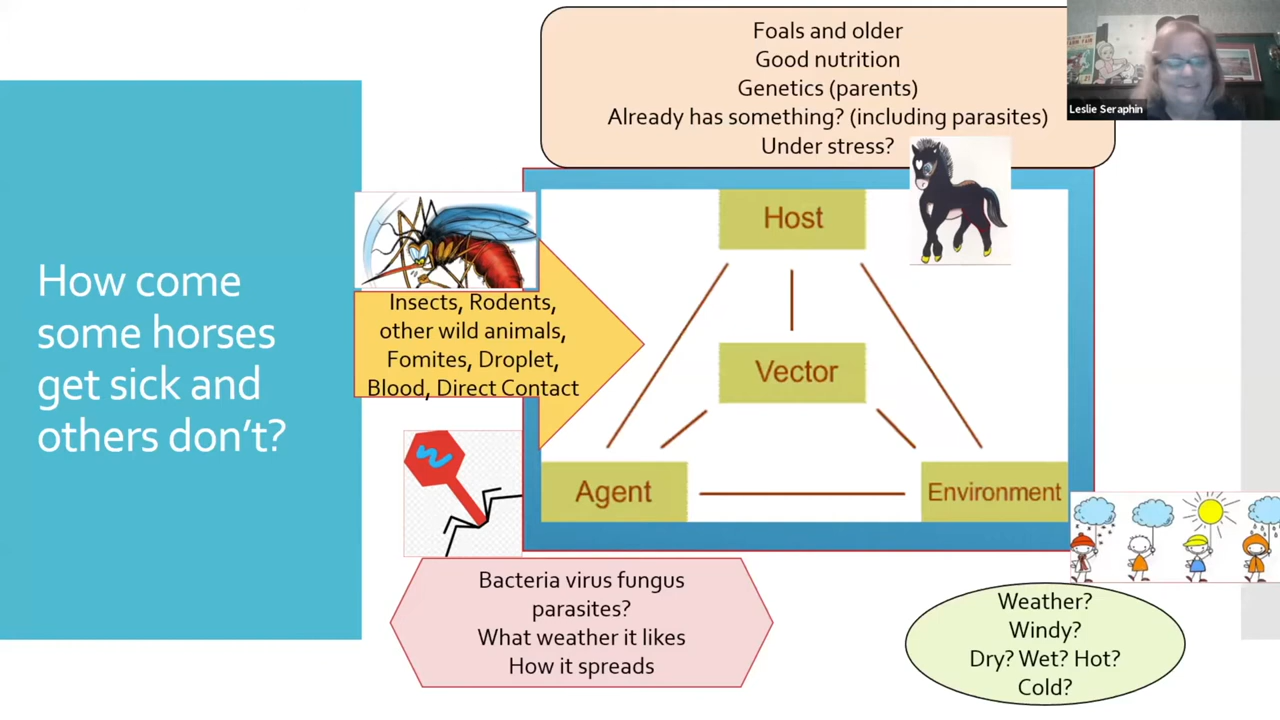 How come
some horses
get sick and
others don't?
Foals and older
Good nutrition
Genetics (parents)
Already has something? (including parasites)
Under stress?
Leslie Seraphin
Host
Vector
Agent
Environment
Insects, Rodents,
other wild animals,
Fomites, Droplet,
Blood, Direct Contact
Bacteria virus fungus
parasites?
What weather it likes
How it spreads
Weather?
Windy?
Dry? Wet? Hot?
Cold?